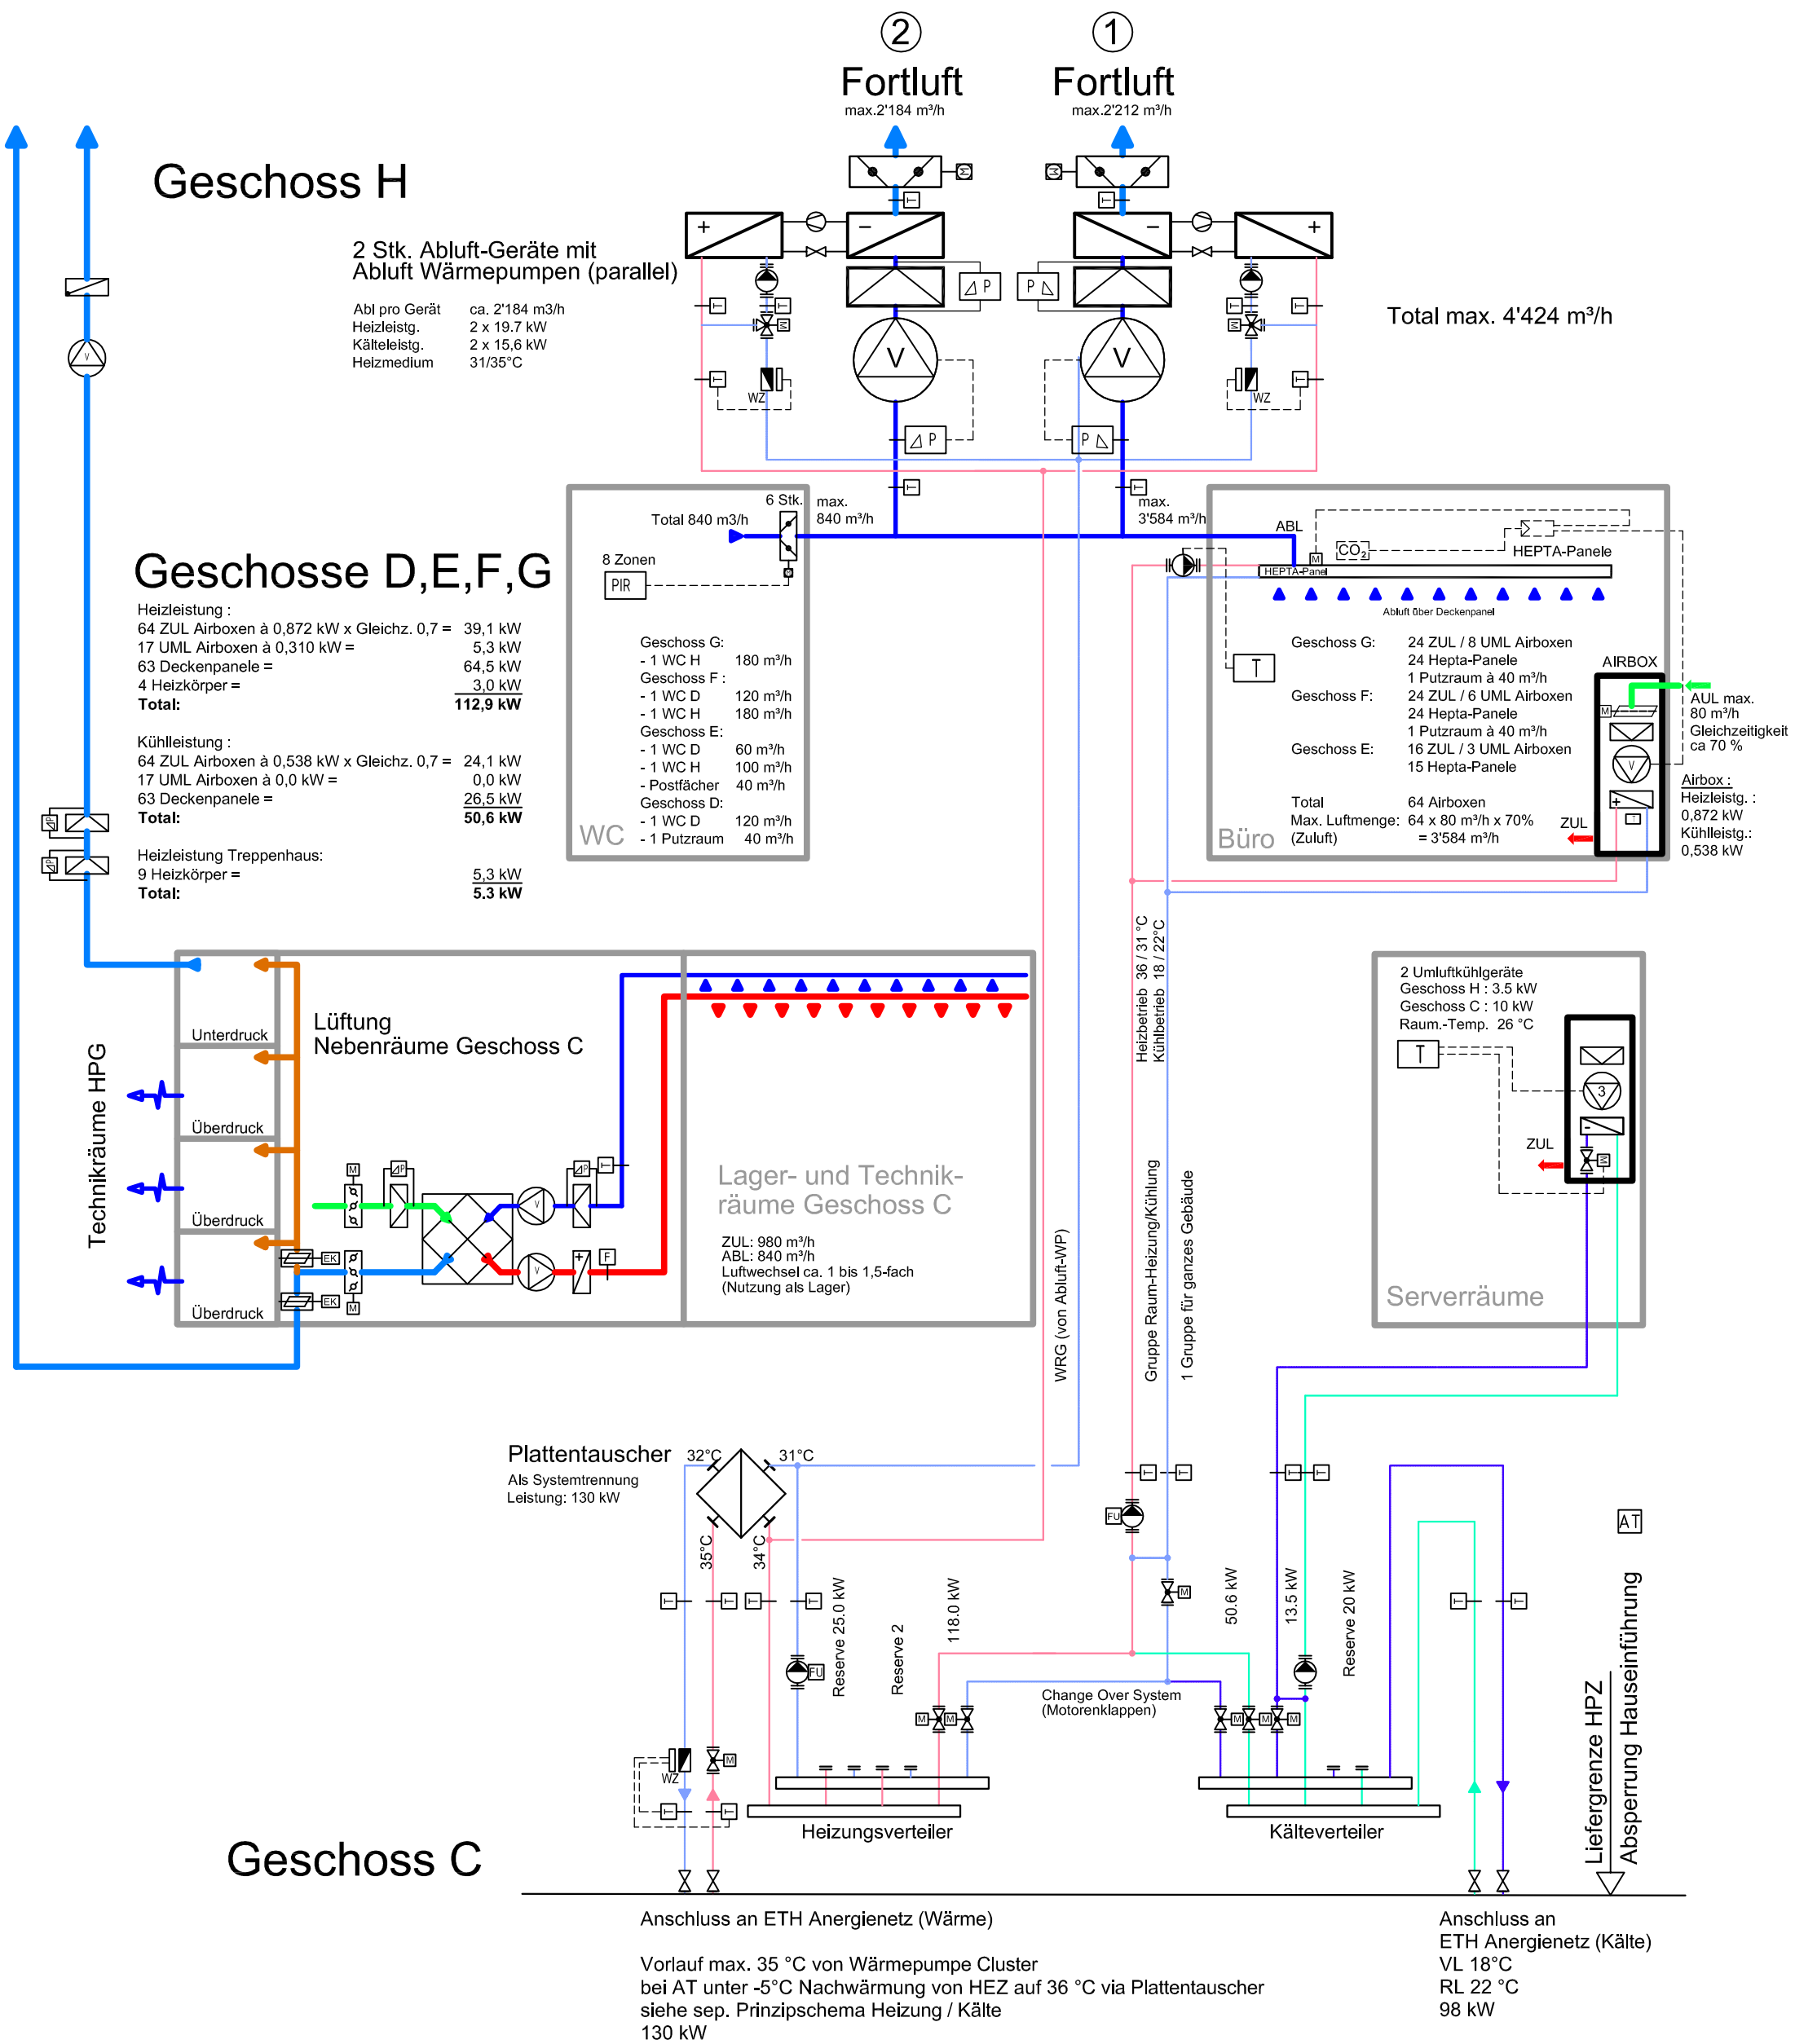 2
1
Fortluft
max.2'184 m³/h
Fortluft
max.2'212 m³/h
Geschoss H
2 Stk. Abluft-Geräte mit
Abluft Wärmepumpen (parallel)
Abl pro Gerät ca. 2'184 m3/h
Heizleistg. 2 x 19.7 kW
Kälteleistg. 2 x 15,6 kW
Heizmedium 31/35°C
M
M
T
T
+
−
−
+
P
P
T
T
T
T
M
M
V
V
T
T
WZ
WZ
P
P
T
T
Total max. 4'424 m³/h
6 Stk.
Total 840 m3/h
max.
840 m³/h
max.
3'584 m³/h
8 Zonen
PIR
Geschoss G:
- 1 WC H 180 m³/h
Geschoss F :
- 1 WC D 120 m³/h
- 1 WC H 180 m³/h
Geschoss E:
- 1 WC D 60 m³/h
- 1 WC H 100 m³/h
- Postfächer 40 m³/h
Geschoss D:
- 1 WC D 120 m³/h
- 1 Putzraum 40 m³/h
WC
ABL
CO2
M
HEPTA-Panele
HEPTA-Panel
Abluft über Deckenpanel
T
Geschoss G: 24 ZUL / 8 UML Airboxen
24 Hepta-Panele
1 Putzraum à 40 m³/h
Geschoss F: 24 ZUL / 6 UML Airboxen
24 Hepta-Panele
1 Putzraum à 40 m³/h
Geschoss E: 16 ZUL / 3 UML Airboxen
15 Hepta-Panele
Total 64 Airboxen
Max. Luftmenge: 64 x 80 m³/h x 70%
(Zuluft) = 3'584 m³/h
Büro
AIRBOX
M
V
+
T
ZUL
AUL max.
80 m³/h
Gleichzeitigkeit
ca 70 %
Airbox :
Heizleistg. :
0,872 kW
Kühlleistg.:
0,538 kW
V
Geschosse D,E,F,G
Heizleistung :
64 ZUL Airboxen à 0,872 kW x Gleichz. 0,7 = 39,1 kW
17 UML Airboxen à 0,310 kW = 5,3 kW
63 Deckenpanele = 64,5 kW
4 Heizkörper = 3,0 kW
Total: 112,9 kW
Kühlleistung :
64 ZUL Airboxen à 0,538 kW x Gleichz. 0,7 = 24,1 kW
17 UML Airboxen à 0,0 kW = 0,0 kW
63 Deckenpanele = 26,5 kW
Total: 50,6 kW
Heizleistung Treppenhaus:
9 Heizkörper = 5,3 kW
Total: 5.3 kW
P
P
Technikräume HPG
Unterdruck
Überdruck
Überdruck
Überdruck
Lüftung
Nebenräume Geschoss C
M
P
P
T
V
V
+
F
EK
EK
M
Lager- und Technik-
räume Geschoss C
ZUL: 980 m³/h
ABL: 840 m³/h
Luftwechsel ca. 1 bis 1,5-fach
(Nutzung als Lager)
Heizbetrieb 36 / 31 °C
Kühlbetrieb 18 / 22°C
WRG (von Abluft-WP)
Gruppe Raum-Heizung/Kühlung
1 Gruppe für ganzes Gebäude
2 Umluftkühlgeräte
Geschoss H : 3.5 kW
Geschoss C : 10 kW
Raum.-Temp. 26 °C
T
3
-
M
ZUL
Serverräume
Plattentauscher
Als Systemtrennung
Leistung: 130 kW
32°C
31°C
35°C
34°C
T
T
T
T
FU
Reserve 25.0 kW
Reserve 2
118.0 kW
T
T
FU
M
T
T
50.6 kW
13.5 kW
Reserve 20 kW
T
T
AT
Change Over System
(Motorenklappen)
M
M
M
M
M
WZ
M
T
T
Heizungsverteiler
Kälteverteiler
Liefergrenze HPZ
Absperrung Hauseinführung
Geschoss C
Anschluss an ETH Anergienetz (Wärme)
Vorlauf max. 35 °C von Wärmepumpe Cluster
bei AT unter -5°C Nachwärmung von HEZ auf 36 °C via Plattentauscher
siehe sep. Prinzipschema Heizung / Kälte
130 kW
Anschluss an
ETH Anergienetz (Kälte)
VL 18°C
RL 22 °C
98 kW